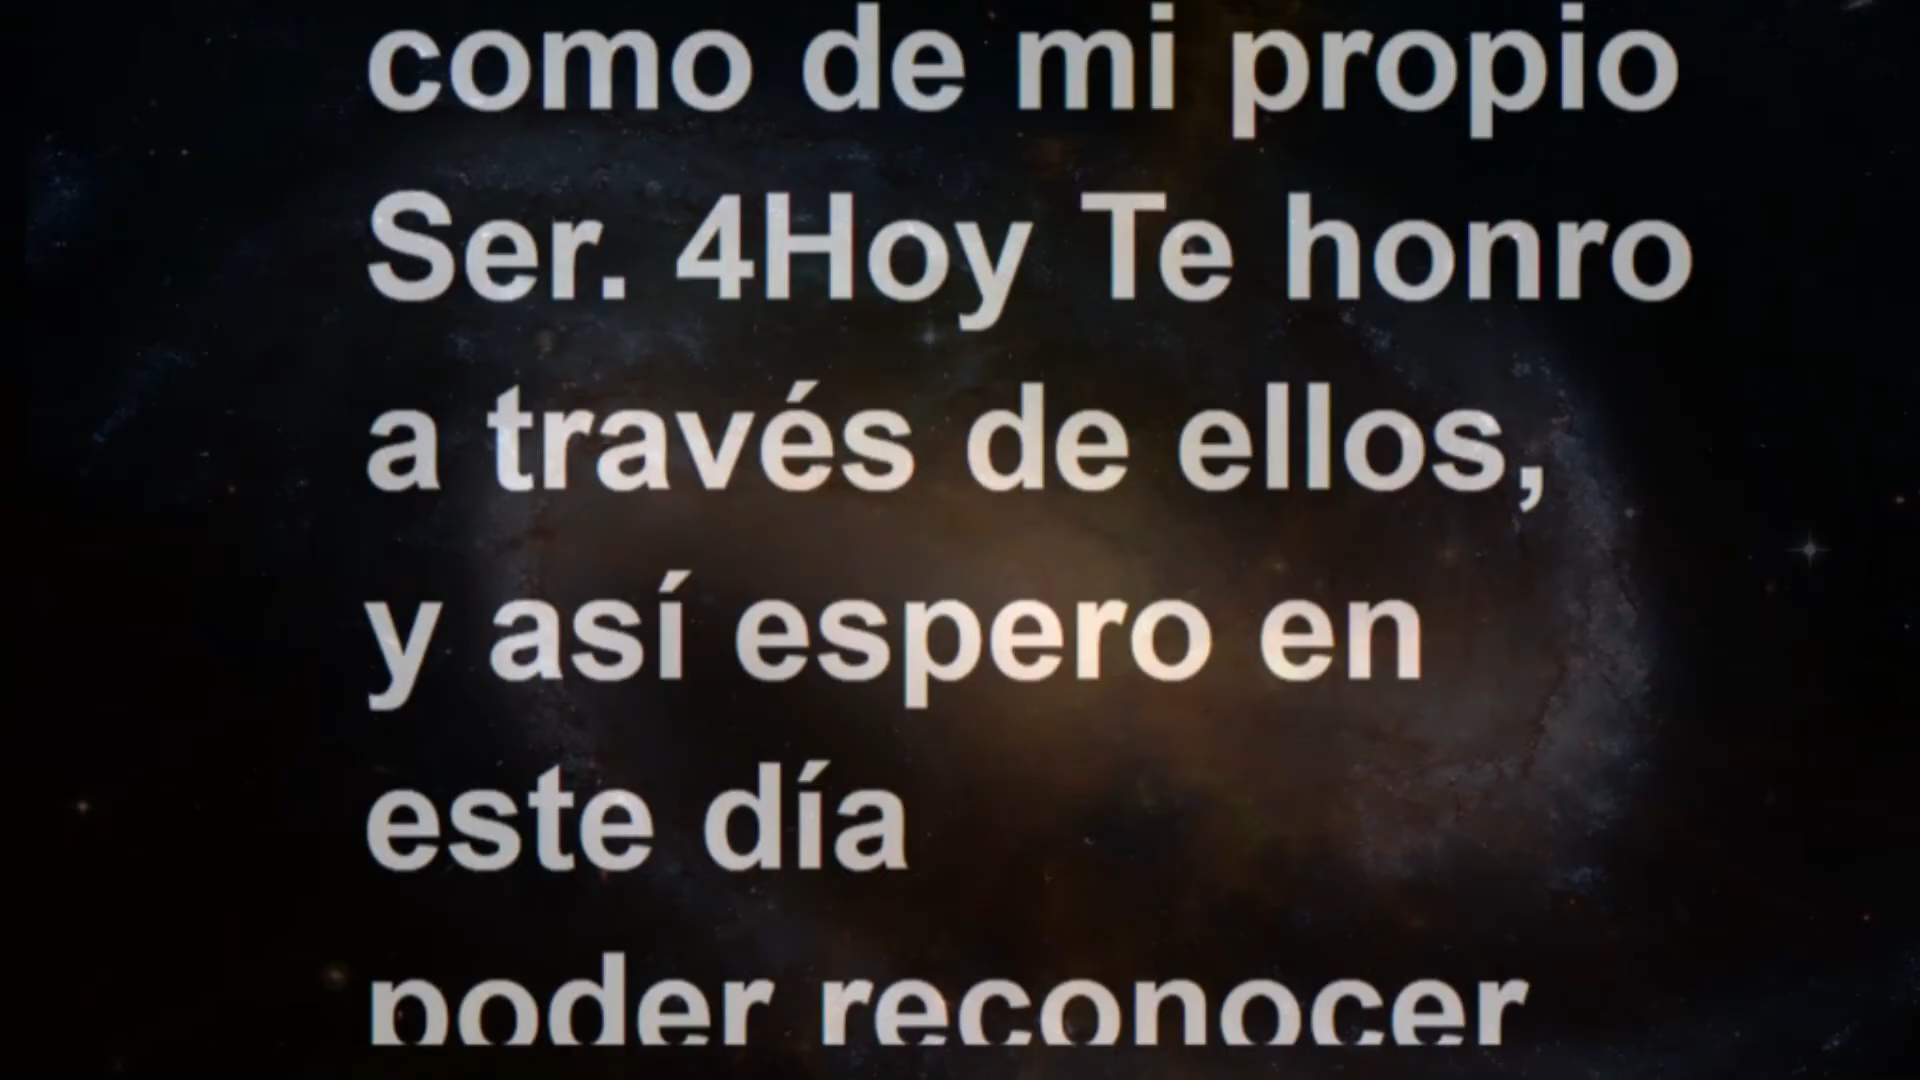 como de mi propio
Ser. 4Hoy Te honro
a través de ellos,
y así espero en
este día
poder reconocer